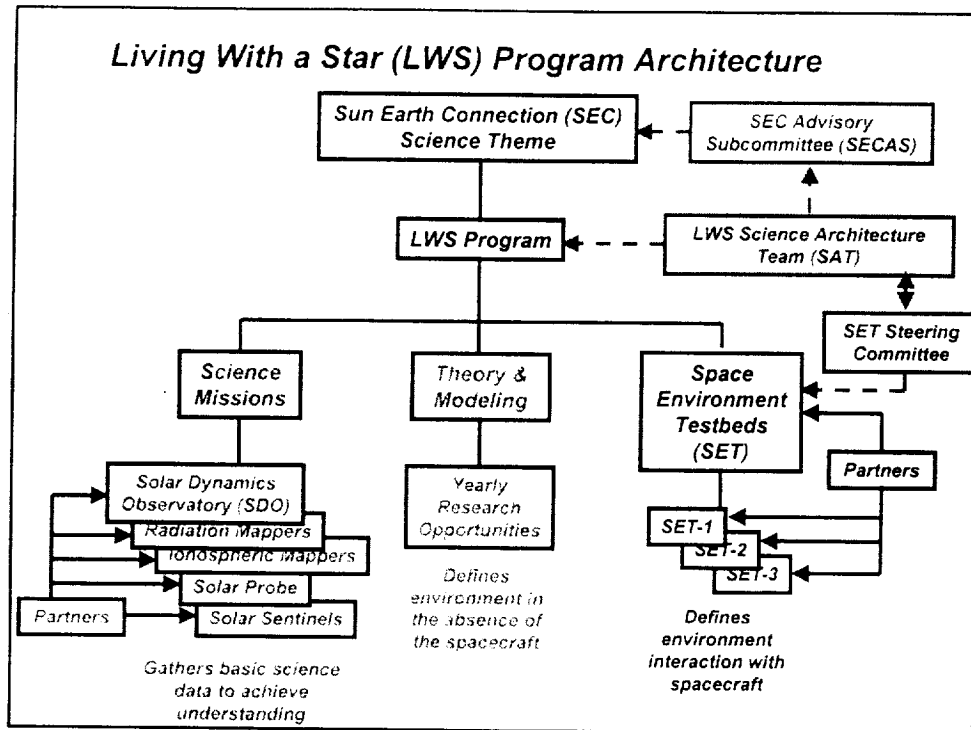 Living With a Star (LWS) Program Architecture
Sun Earth Connection (SEC)
Science Theme
SEC Advisory
Subcommittee (SECAS)
LWS Program
LWS Science Architecture
Team (SAT)
SET Steering
Committee
Science
Missions
Theory &
Modeling
Space
Environment
Testbeds
(SET)
Partners
Solar Dynamics
Observatory (SDO)
Radiation Mappers
Ionospheric Mappers
Solar Probe
Solar Sentinels
Partners
Yearly
Research
Opportunities
SET-1
SET-2
SET-3
Gathers basic science
data to achieve
understanding
Defines
environment in
the absence of
the spacecraft
Defines
environment
interaction with
spacecraft